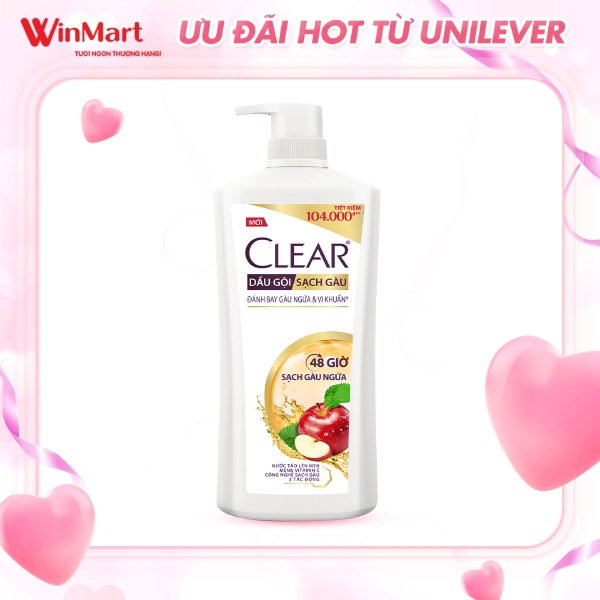 WinMart
TƯƠI NGON THƯỢNG HẠNG!
ƯU ĐÃI HOT TỪ UNILEVER
TIẾT KIỆM
104.000đ**
MỚI
CLEAR®
DẦU GỘI SẠCH GÀU
ĐÁNH BAY GÀU NGỨA & VI KHUẨN*
48 GIỜ
SẠCH GÀU NGỨA
NƯỚC TÁO LÊN MEN
MENG VITAMIN C
CÔNG NGHỆ SẠCH GÀU
3 TÁC ĐỘNG